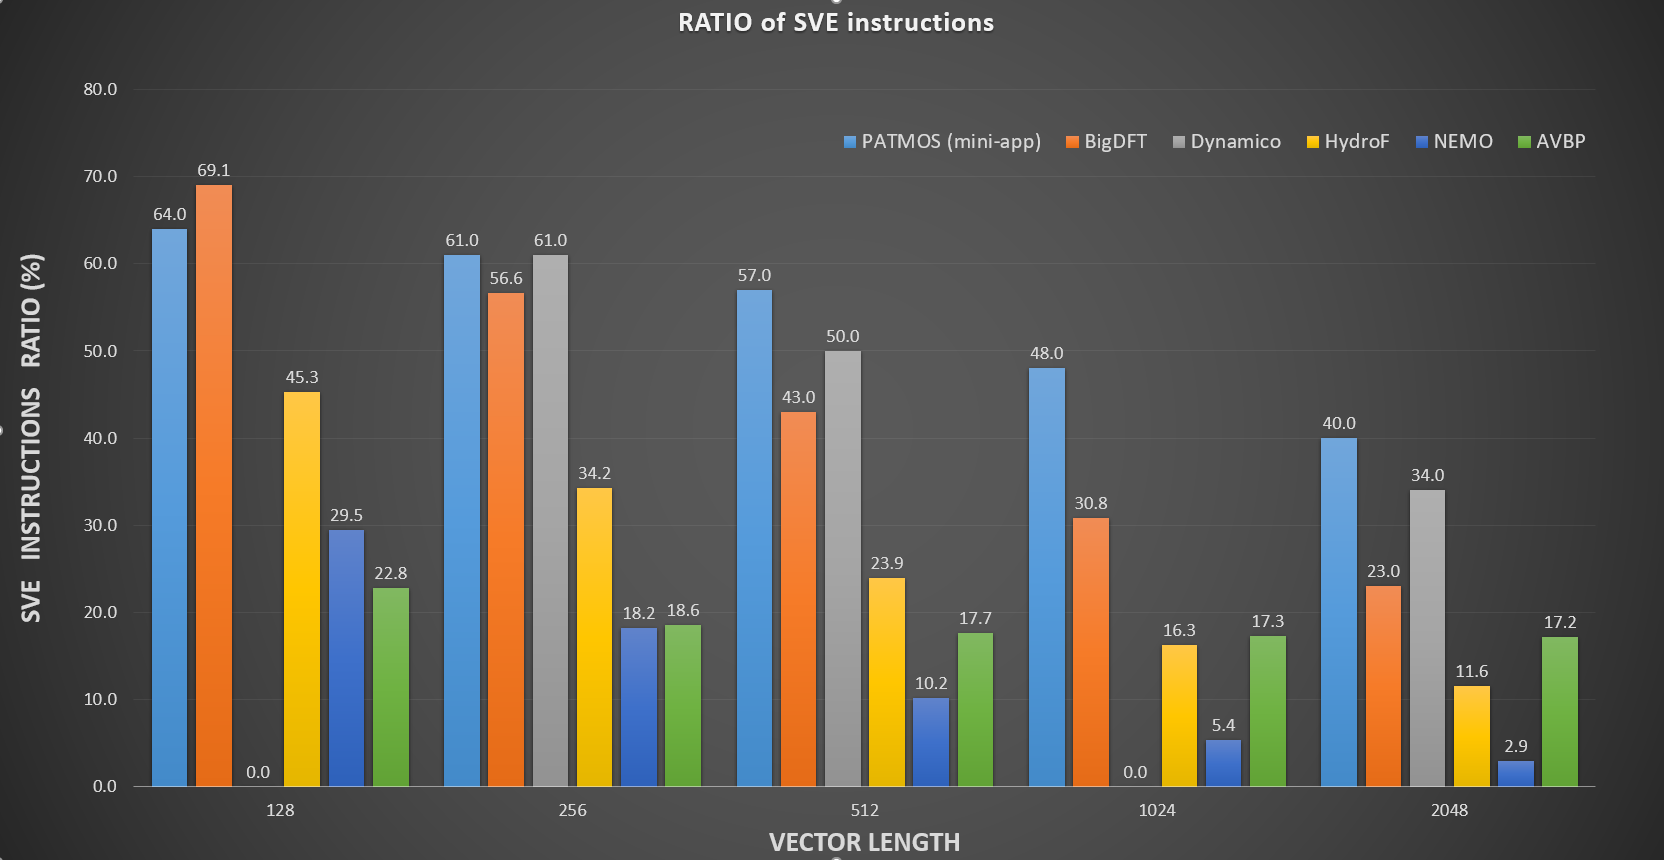 RATIO of SVE instructions
PATMOS (mini-app) BigDFT Dynamico HydroF NEMO AVBP
SVE INSTRUCTIONS RATIO (%)
80.0
70.0
60.0
50.0
40.0
30.0
20.0
10.0
0.0
64.0 69.1 0.0 45.3 29.5 22.8
61.0 56.6 61.0 34.2 18.2 18.6
57.0 43.0 50.0 23.9 10.2 17.7
48.0 30.8 0.0 16.3 5.4 17.3
40.0 23.0 34.0 11.6 2.9 17.2
128 256 512 1024 2048
VECTOR LENGTH